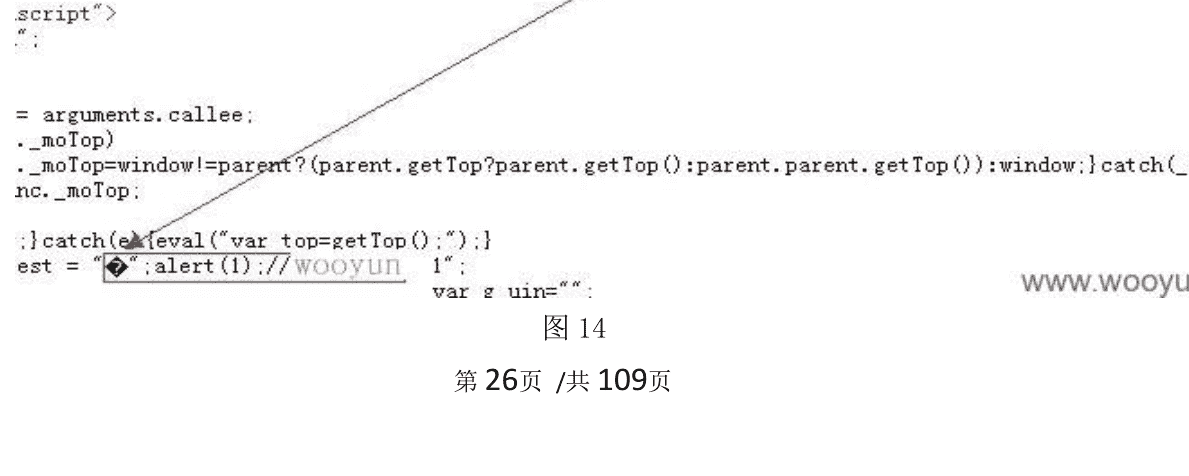 script">
";
= arguments.callee;
._moTop)
._moTop=window!=parent?(parent.getTop?parent.getTop():parent.parent.getTop()):window;}catch(_
nc._moTop;
;}catch(e){eval("var top=getTop();");}
est = "�";alert(1);//wooyun 1";
var g_uin="";
www.wooyu
图 14
第 26页 /共 109页